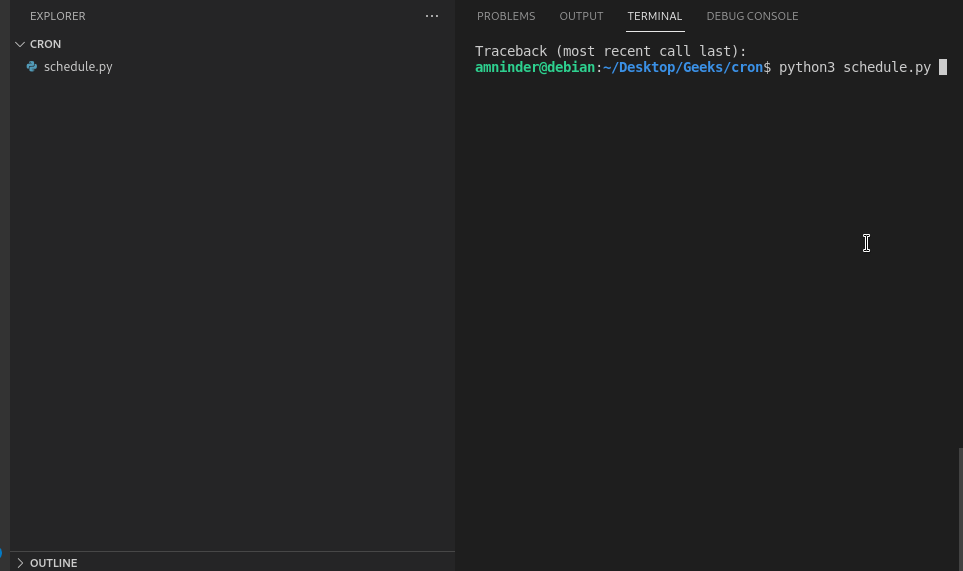 EXPLORER
CRON
schedule.py
OUTLINE
PROBLEMS OUTPUT TERMINAL DEBUG CONSOLE
Traceback (most recent call last):
amninder@debian:~/Desktop/Geeks/cron$ python3 schedule.py